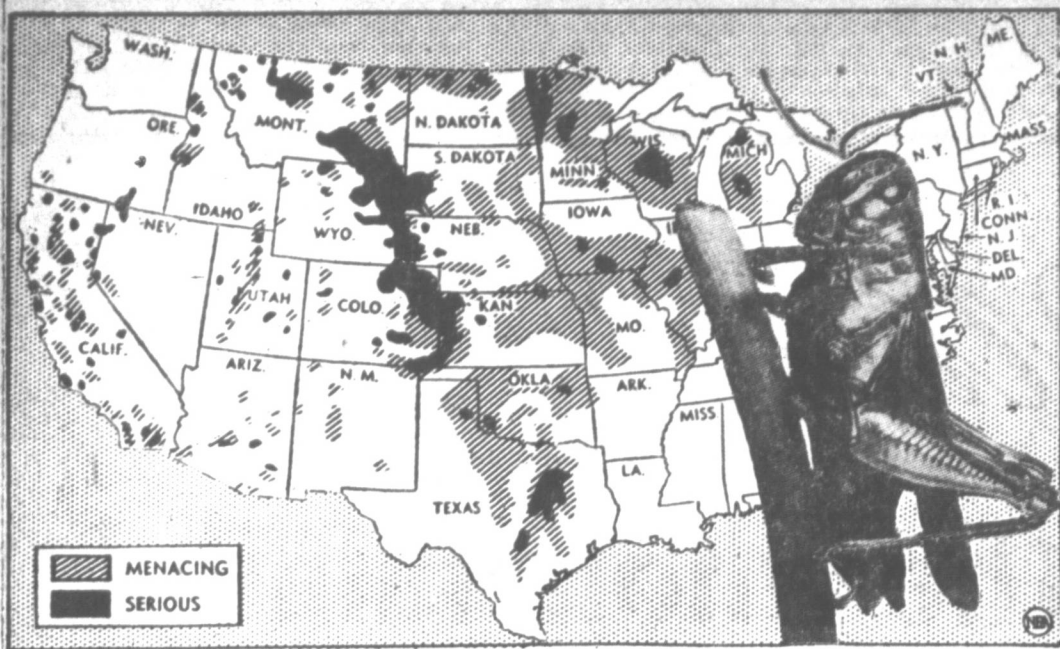 WASH.
ORE.
IDAHO
MONT.
N. DAKOTA
S. DAKOTA
MINN
WIS.
MICH
N. H.
ME.
VT.
MASS
N. Y.
R. I.
CONN.
N. J.
DEL.
MD
NEV.
WYO.
NEB.
IOWA
CALIF.
UTAH
COLO.
KAN
MO.
ARIZ.
N. M.
OKLA
ARK.
MISS
TEXAS
LA.
MENACING
SERIOUS
NEA